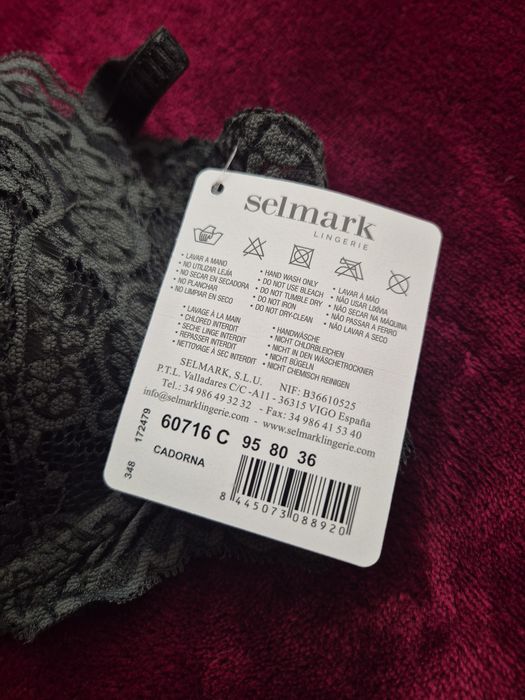 selmark
LINGERIE
• LAVAR A MANO
• NO UTILIZAR LEJÍA
• NO SECAR EN SECADORA
• NO PLANCHAR
• NO LIMPIAR EN SECO
• HAND WASH ONLY
• DO NOT USE BLEACH
• DO NOT TUMBLE DRY
• DO NOT IRON
• DO NOT DRY-CLEAN
• LAVAR À MÃO
• NÃO USAR LIXÍVIA
• NÃO SECAR NA MÁQUINA
• NÃO PASSAR A FERRO
• NÃO LAVAR À SECO
• LAVAGE À LA MAIN
• CHLORED INTERDIT
• SECHE LINGE INTERDIT
• REPASSER INTERDIT
• NETTOYAGE À SEC INTERDIT
• HANDWÄSCHE
• NICHT CHLORBLEICHEN
• NICHT IN DEN WÄSCHETROCKNER
• NICHT BÜGELN
• NICHT CHEMISCH REINIGEN
SELMARK, S.L.U. NIF: B36610525
P.T.L. Valladares C/C -A11 - 36315 VIGO España
Tel.: 34 986 49 32 32 - Fax: 34 986 41 53 40
info@selmarklingerie.com - www.selmarklingerie.com
60716 C 95 80 36
CADORNA
348 172479
8 445073 088920